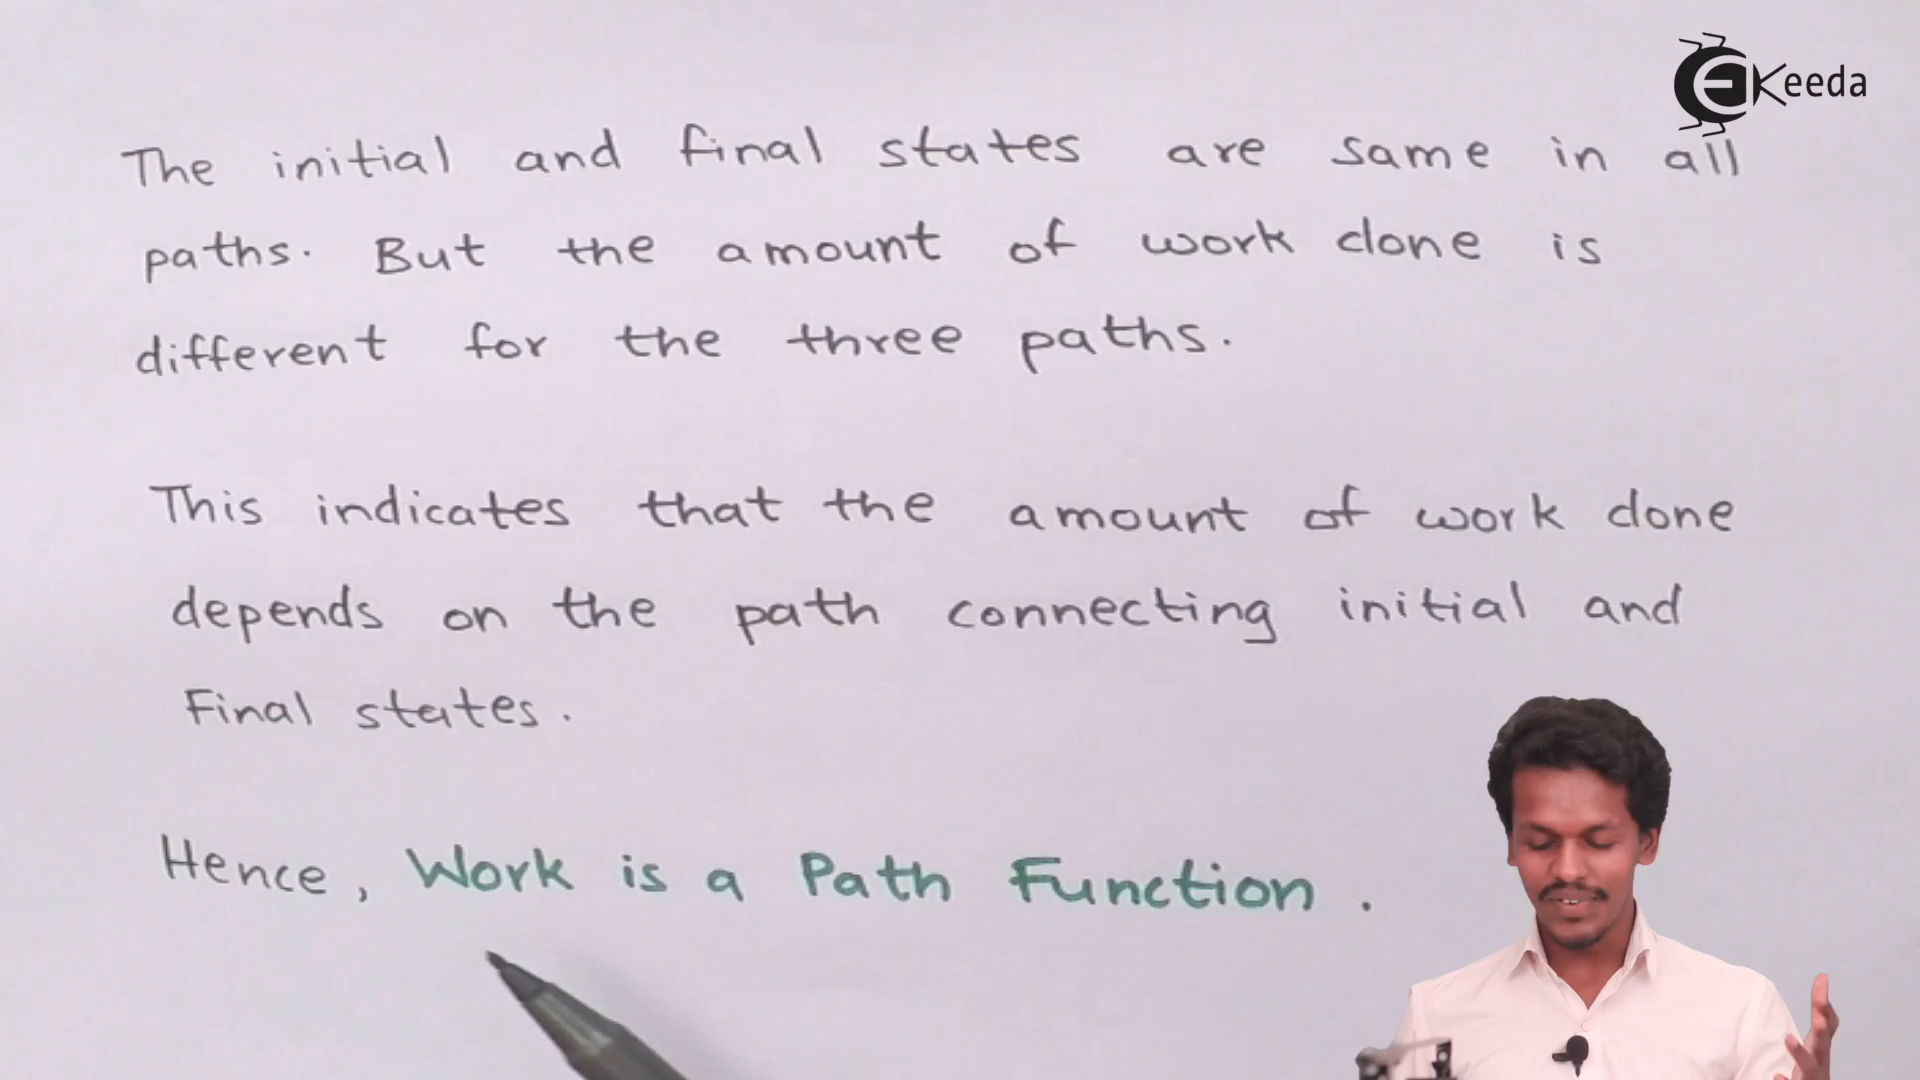 EKeeda
The initial and final states are same in all
paths. But the amount of work done is
different for the three paths.
This indicates that the amount of work done
depends on the path connecting initial and
Final states.
Hence, Work is a Path Function.